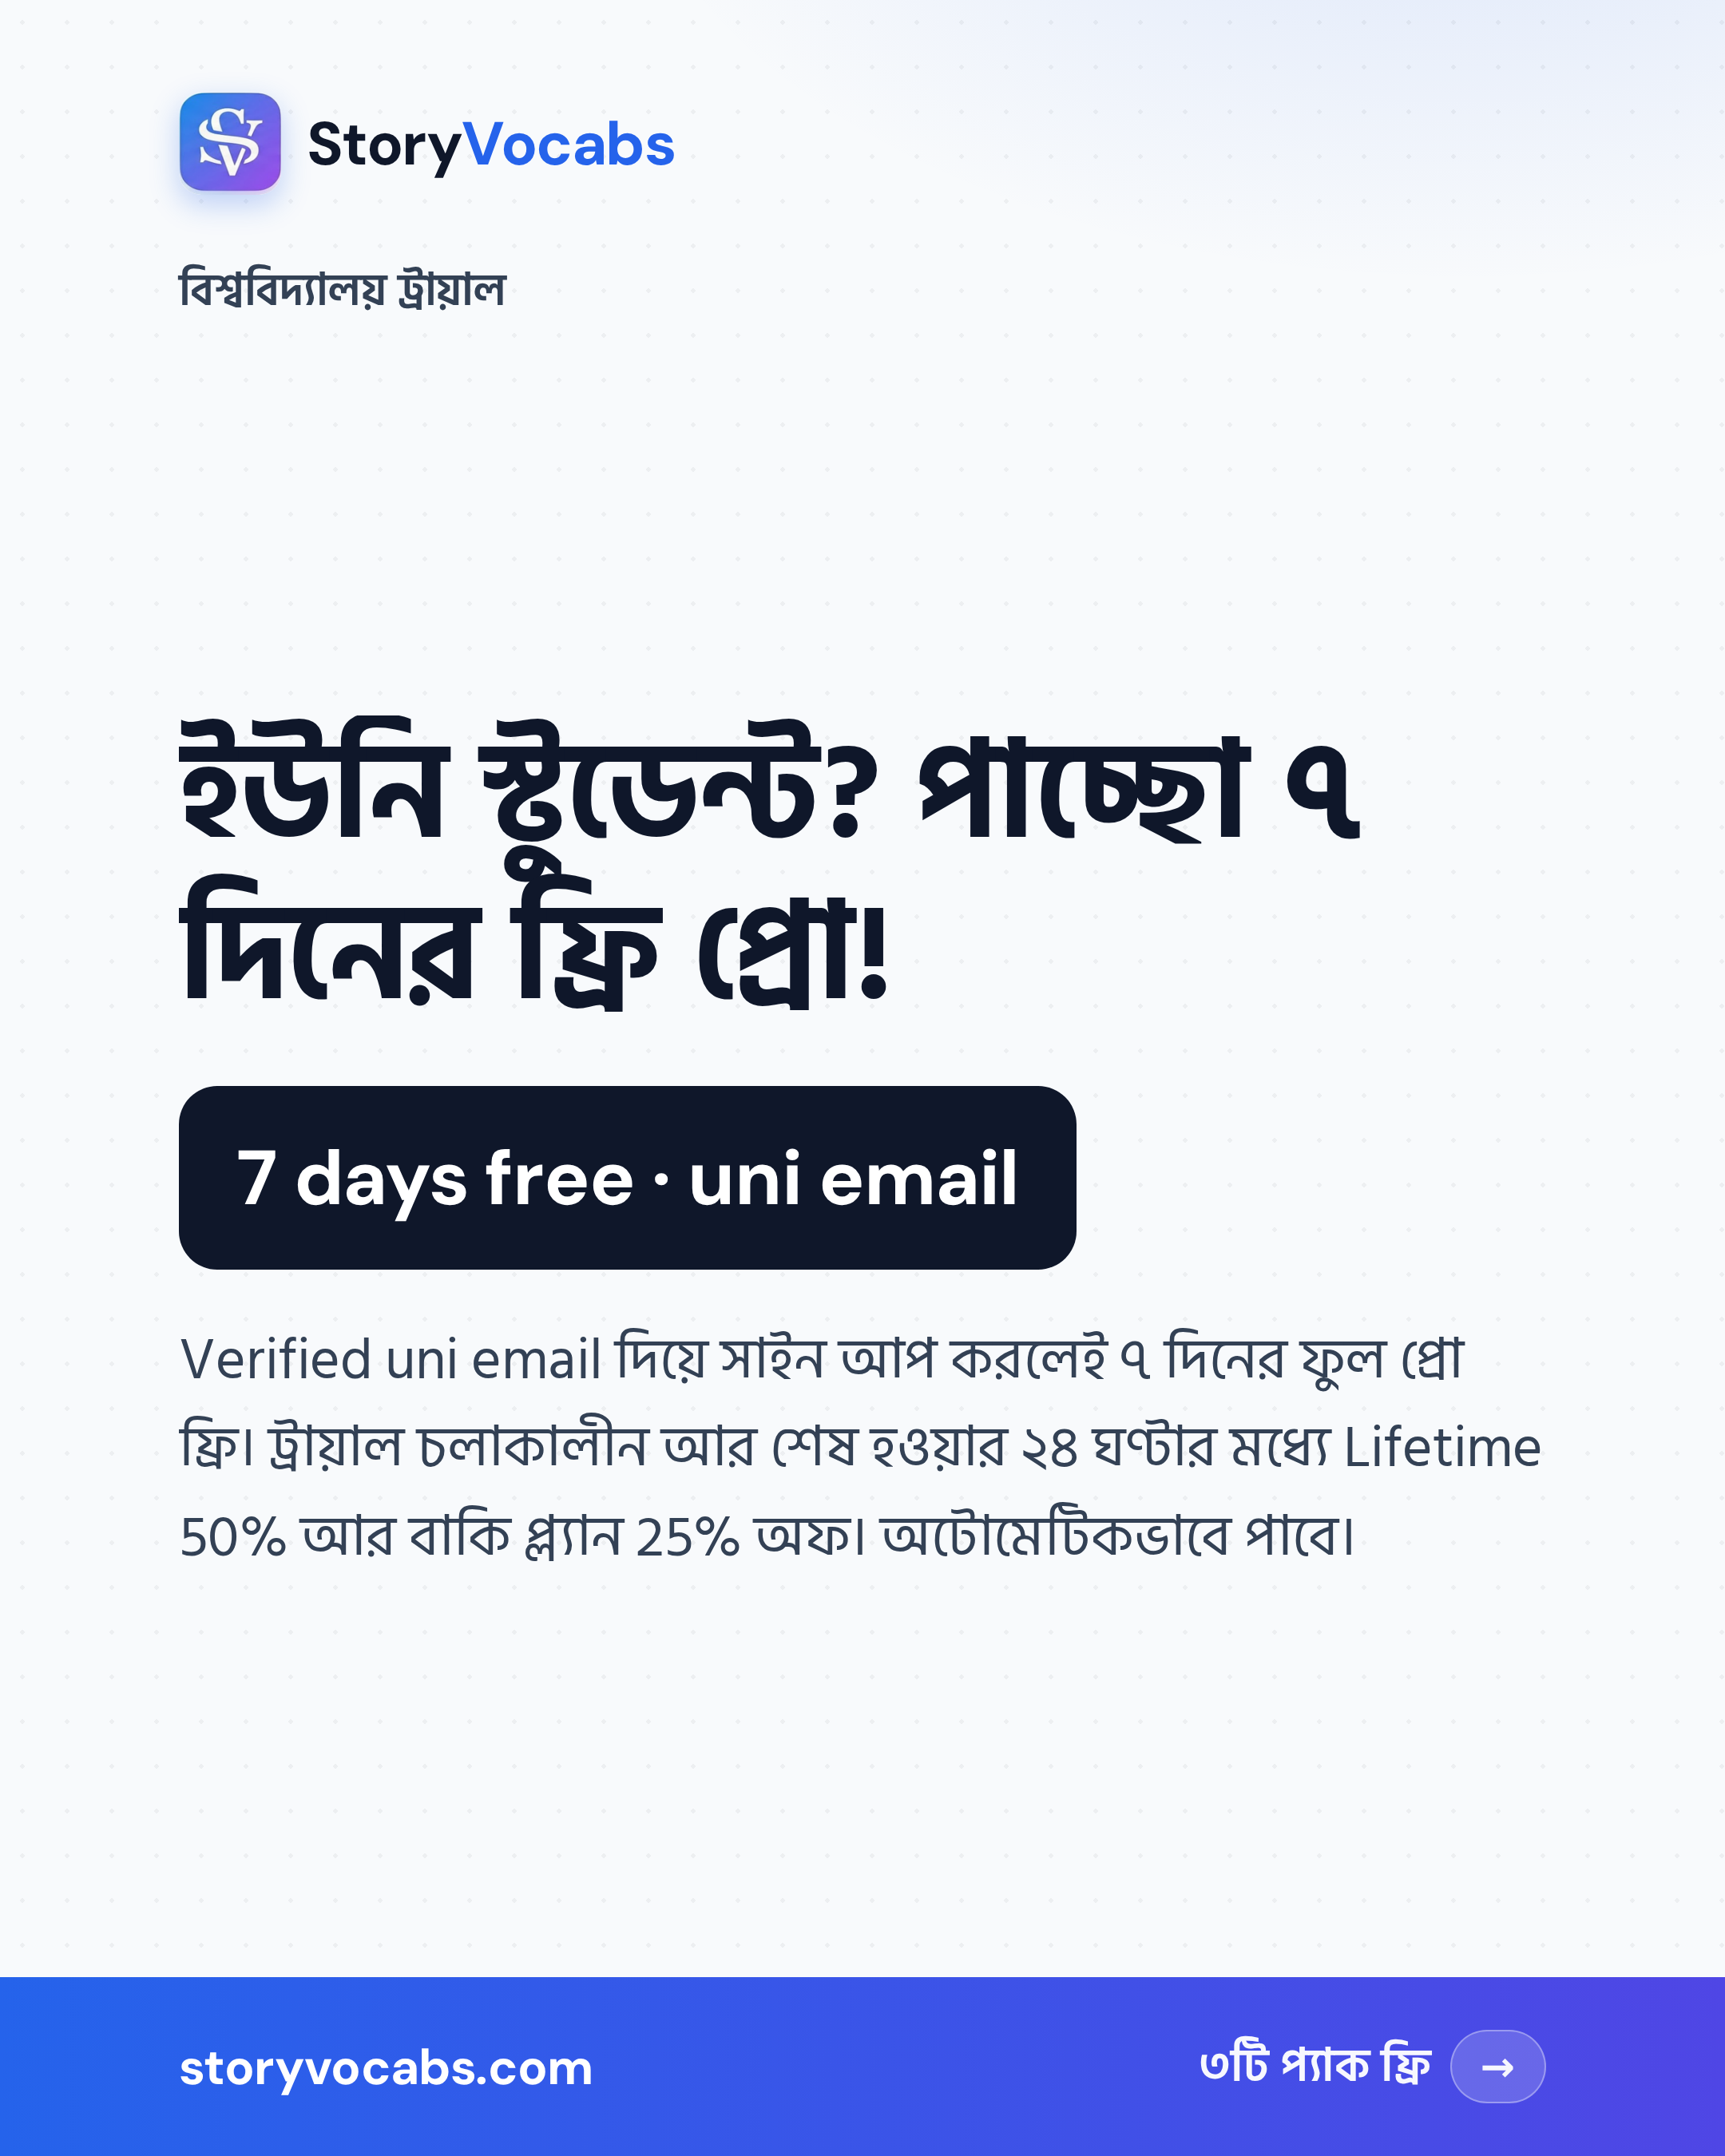 StoryVocabs
বিশ্ববিদ্যালয় ট্রায়াল
ইউনি স্টুডেন্ট? পাচ্ছো ৭
দিনের ফ্রি প্রো!
7 days free · uni email
Verified uni email দিয়ে সাইন আপ করলেই ৭ দিনের ফুল প্রো
ফ্রি। ট্রায়াল চলাকালীন আর শেষ হওয়ার ২৪ ঘণ্টার মধ্যে Lifetime
50% আর বাকি প্ল্যান 25% অফ। অটোমেটিকভাবে পাবে।
storyvocabs.com
৩টি প্যাক ফ্রি →